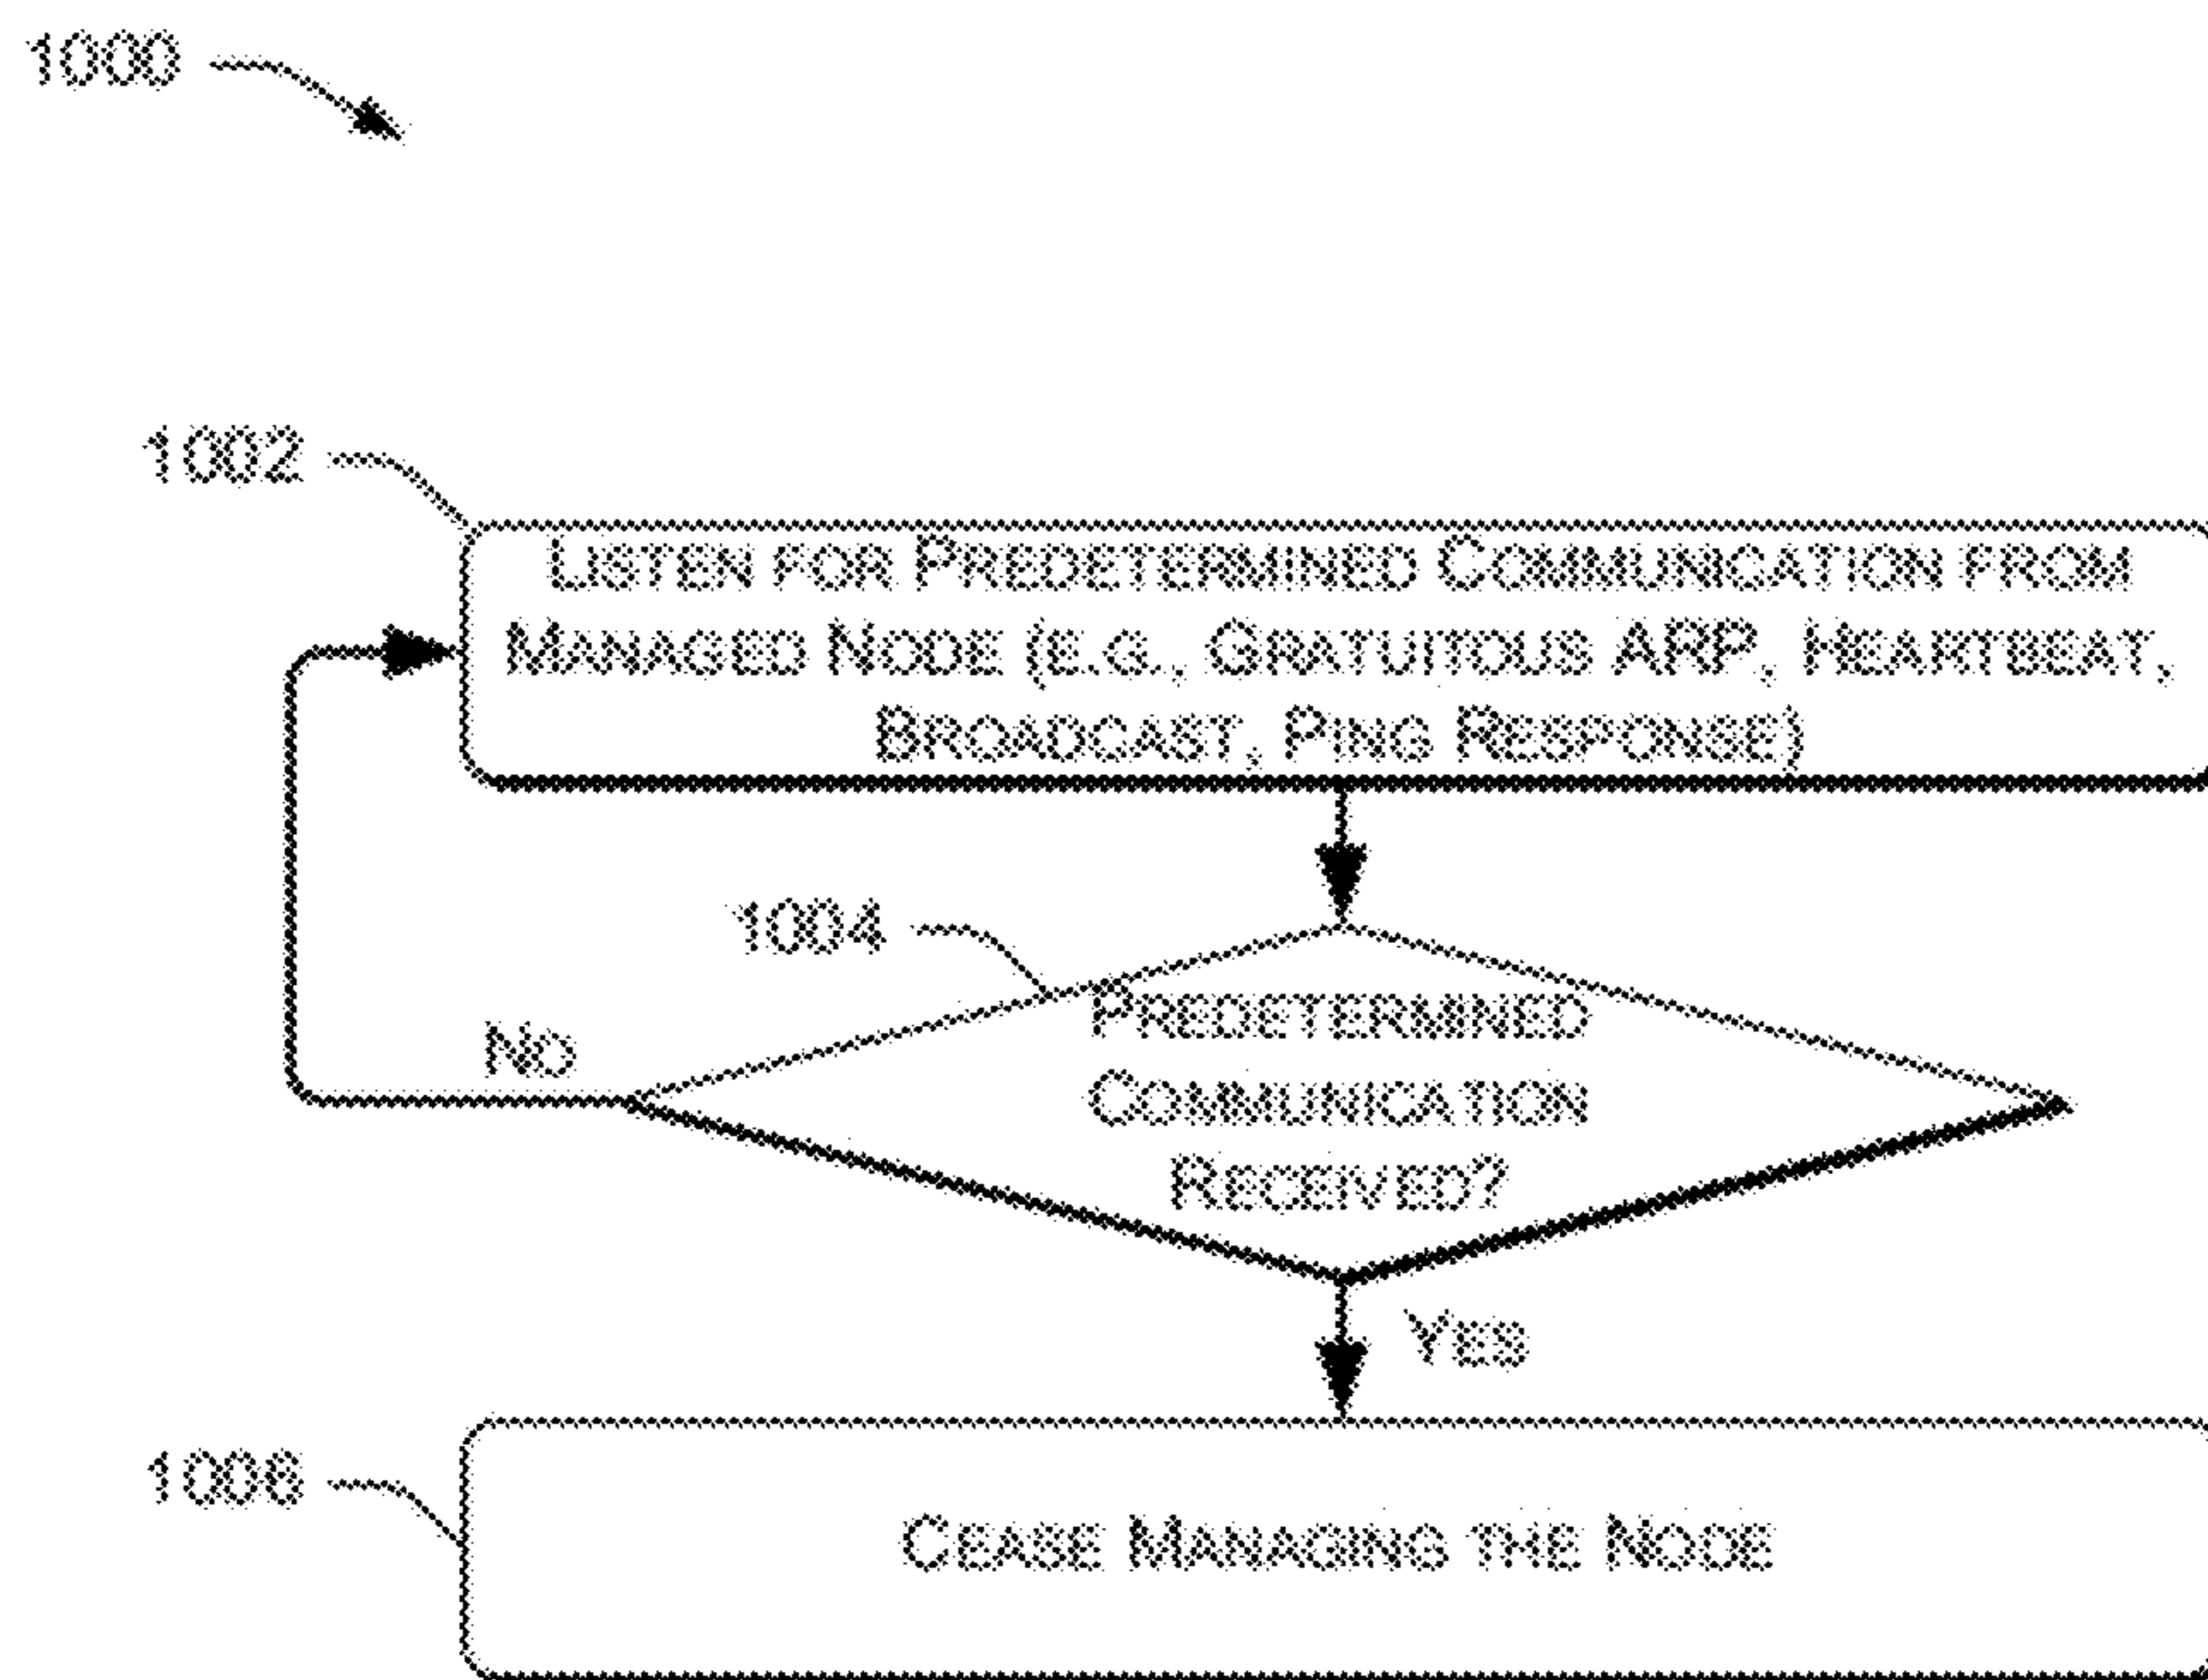 1000
1002
LISTEN FOR PREDETERMINED COMMUNICATION FROM
MANAGED NODE (E.G., GRATUITOUS ARP, HEARTBEAT,
BROADCAST, PING RESPONSE)
1004
PREDETERMINED
COMMUNICATION
RECEIVED?
NO
YES
1006
CEASE MANAGING THE NODE